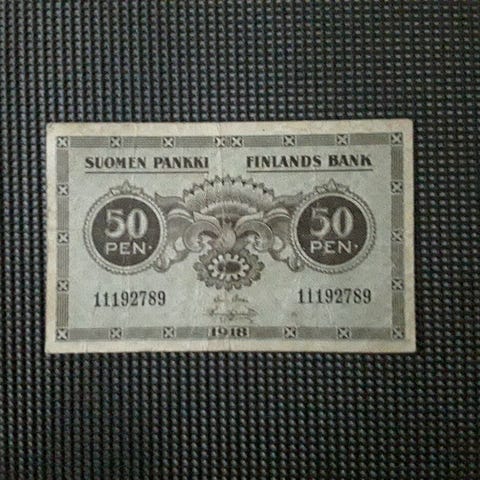 SUOMEN PANKKI FINLANDS BANK
50 50
PEN. PEN.
11192789 11192789
1918